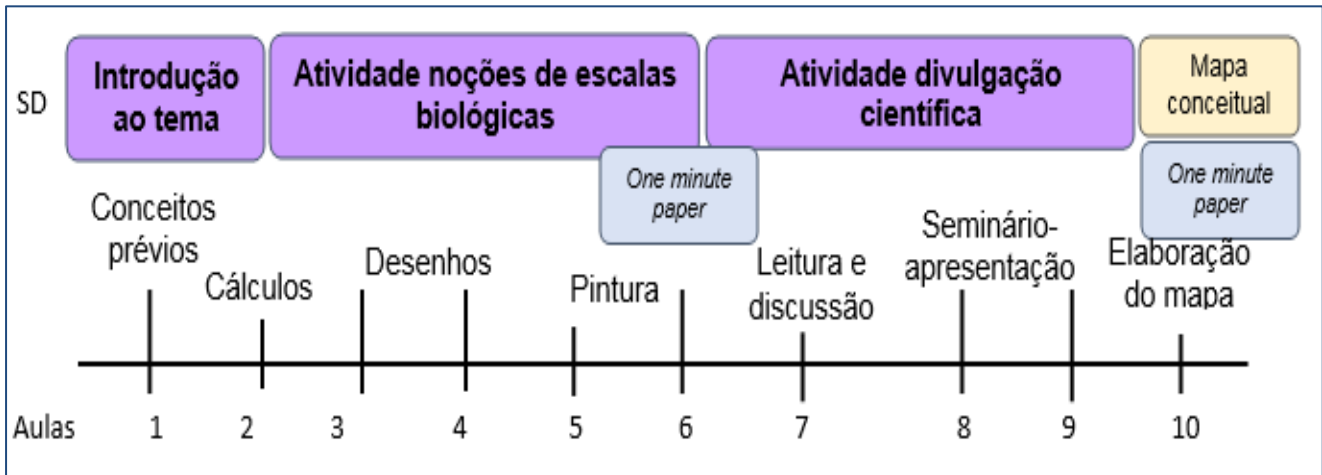 SD
Introdução
ao tema
Atividade noções de escalas
biológicas
Atividade divulgação
científica
Mapa
conceitual
One minute
paper
One minute
paper
Conceitos
prévios
Cálculos
Desenhos
Pintura
Leitura e
discussão
Seminário-
apresentação
Elaboração
do mapa
Aulas 1 2 3 4 5 6 7 8 9 10